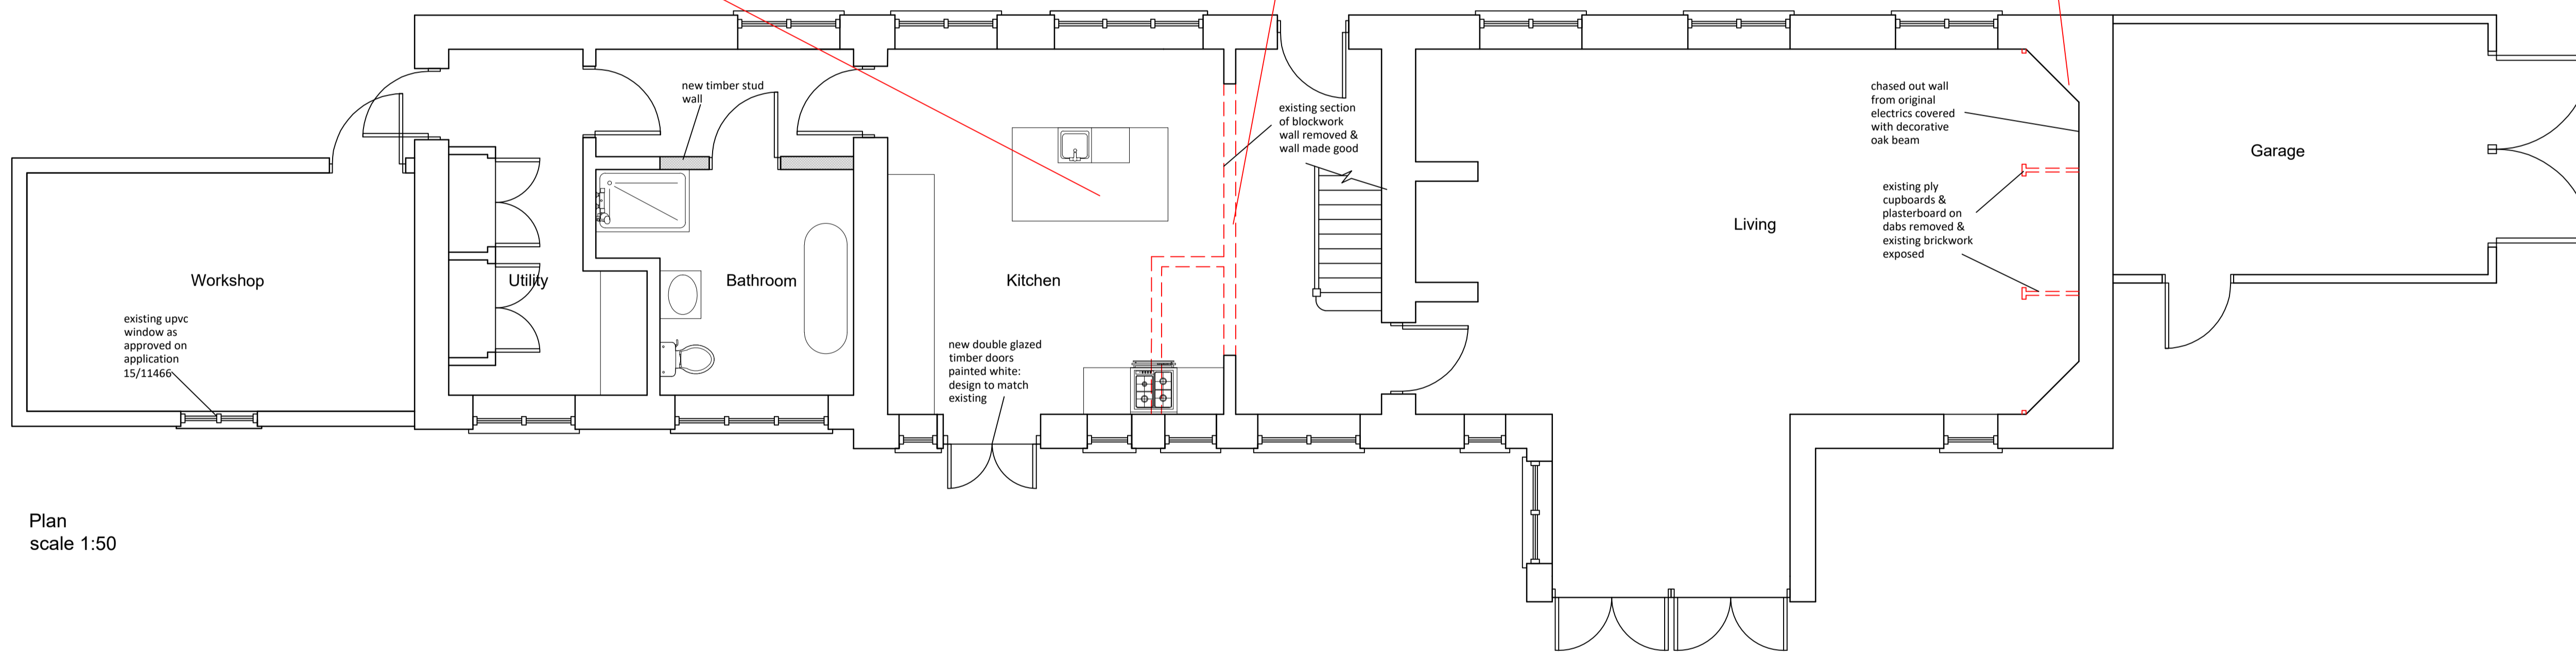 new timber stud
wall
existing section
of blockwork
wall removed &
wall made good
chased out wall
from original
electrics covered
with decorative
oak beam
Garage
existing ply
cupboards &
plasterboard on
dabs removed &
existing brickwork
exposed
Living
Workshop
Utility
Bathroom
Kitchen
existing upvc
window as
approved on
application
15/11466
new double glazed
timber doors
painted white:
design to match
existing
Plan
scale 1:50